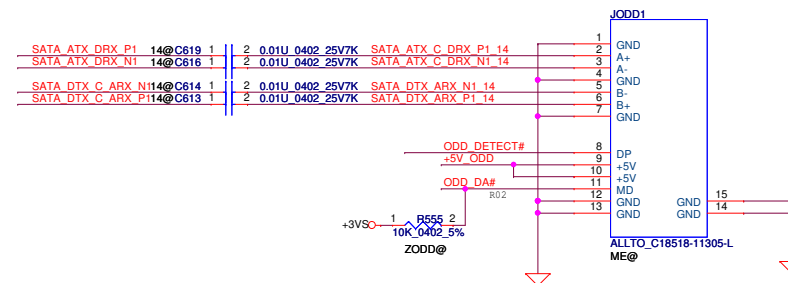 JODD1
1 GND
SATA_ATX_DRX_P1 14@C619 1 2 0.01U_0402_25V7K SATA_ATX_C_DRX_P1_14 2 A+
SATA_ATX_DRX_N1 C616 1 2 0.01U_0402_25V7K SATA_ATX_C_DRX_N1_14 3 A-
4 GND
SATA_DTX_C_ARX_N1 14@C614 1 2 0.01U_0402_25V7K SATA_DTX_ARX_N1_14 5 B-
SATA_DTX_C_ARX_P1 14@C613 1 2 0.01U_0402_25V7K SATA_DTX_ARX_P1_14 6 B+
7 GND
ODD_DETECT# 8 DP
+5V_ODD 9 +5V
10 +5V
ODD_DA# 11 MD
R02
12 GND GND 15
13 GND GND 14
+3VS 1 R555 2
10K_0402_5%
ZODD@
ALLTO_C18518-11305-L
ME@